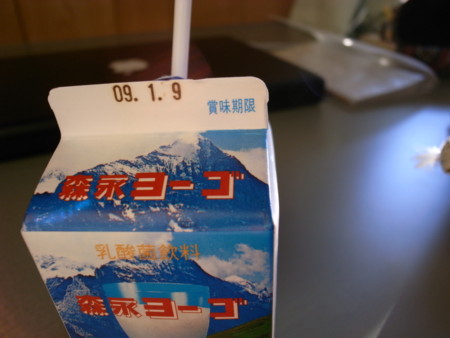 09. 1. 9
賞味期限
森永ヨーゴ
乳酸菌飲料
森永ヨーゴ